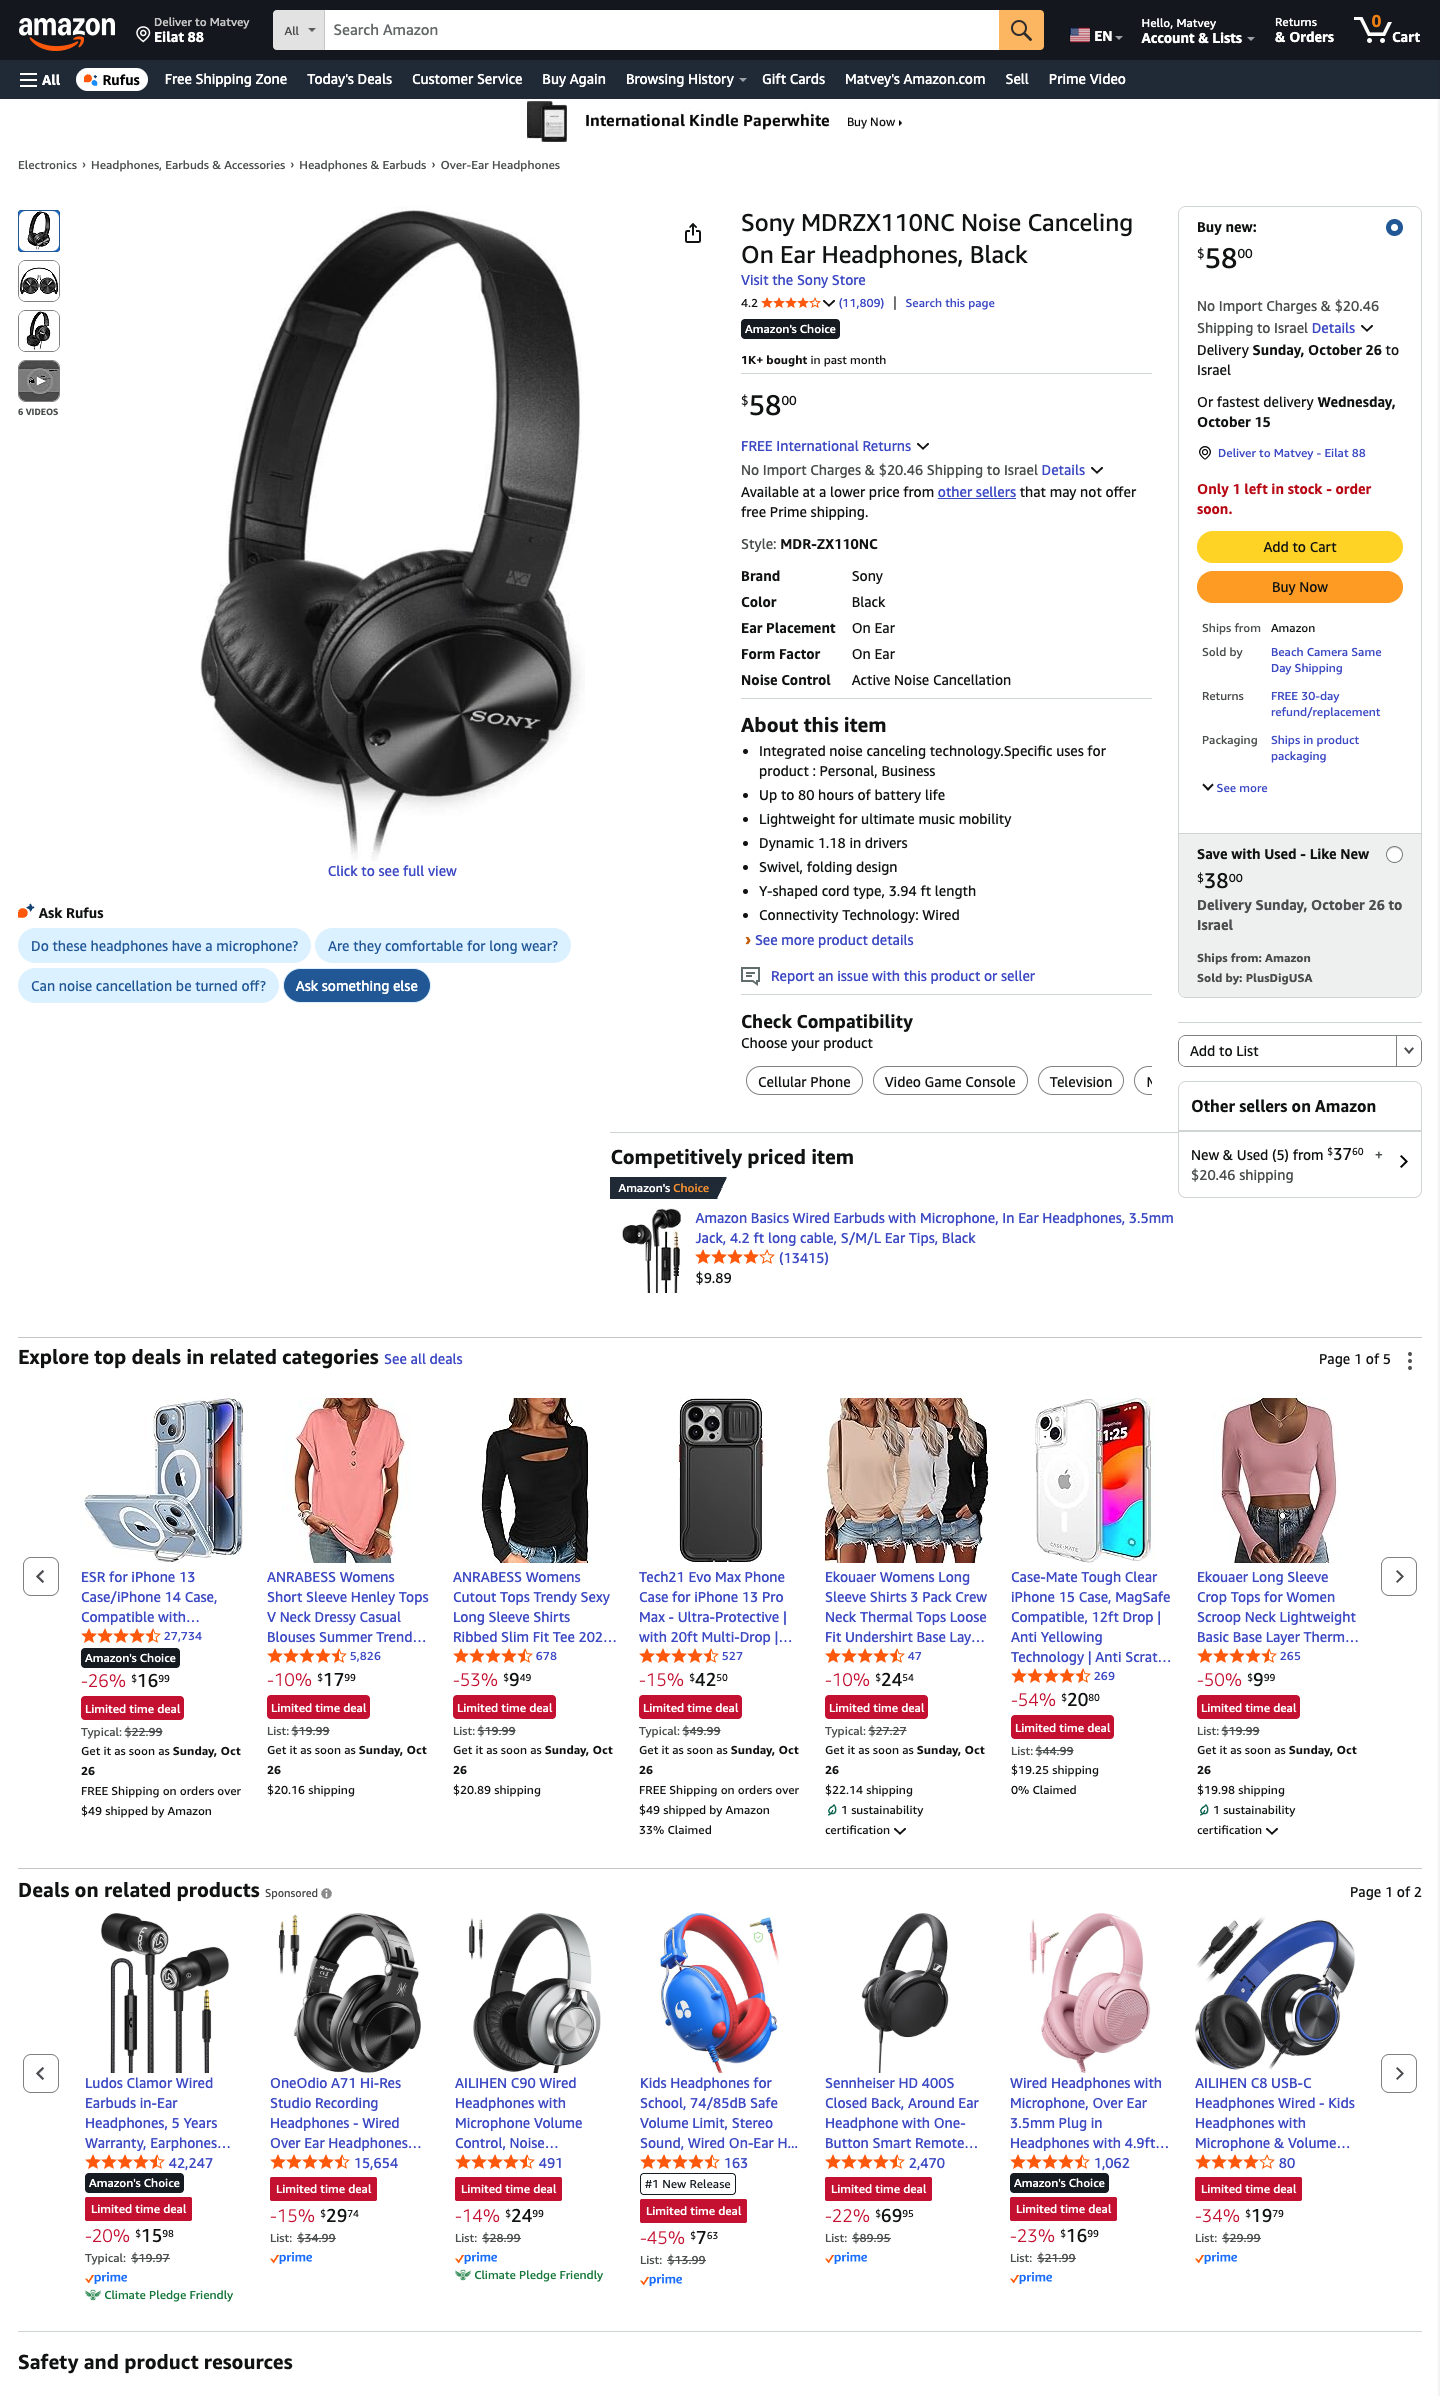 amazon
Deliver to Matvey
Eilat 88
All
Search Amazon
EN
Hello, Matvey
Account & Lists
Returns
& Orders
0
Cart
All
Rufus
Free Shipping Zone
Today's Deals
Customer Service
Buy Again
Browsing History
Gift Cards
Matvey's Amazon.com
Sell
Prime Video
International Kindle Paperwhite
Buy Now
Electronics › Headphones, Earbuds & Accessories › Headphones & Earbuds › Over-Ear Headphones
6 VIDEOS
SONY
Click to see full view
Ask Rufus
Do these headphones have a microphone?
Are they comfortable for long wear?
Can noise cancellation be turned off?
Ask something else
Sony MDRZX110NC Noise Canceling
On Ear Headphones, Black
Visit the Sony Store
4.2 (11,809) | Search this page
Amazon's Choice
1K+ bought in past month
$5800
FREE International Returns
No Import Charges & $20.46 Shipping to Israel Details
Available at a lower price from other sellers that may not offer
free Prime shipping.
Style: MDR-ZX110NC
Brand Sony
Color Black
Ear Placement On Ear
Form Factor On Ear
Noise Control Active Noise Cancellation
About this item
Integrated noise canceling technology.Specific uses for
product : Personal, Business
Up to 80 hours of battery life
Lightweight for ultimate music mobility
Dynamic 1.18 in drivers
Swivel, folding design
Y-shaped cord type, 3.94 ft length
Connectivity Technology: Wired
› See more product details
Report an issue with this product or seller
Check Compatibility
Choose your product
Cellular Phone
Video Game Console
Television
Buy new:
$5800
No Import Charges & $20.46
Shipping to Israel Details
Delivery Sunday, October 26 to
Israel
Or fastest delivery Wednesday,
October 15
Deliver to Matvey - Eilat 88
Only 1 left in stock - order
soon.
Add to Cart
Buy Now
Ships from Amazon
Sold by Beach Camera Same
Day Shipping
Returns FREE 30-day
refund/replacement
Packaging Ships in product
packaging
See more
Save with Used - Like New
$3800
Delivery Sunday, October 26 to
Israel
Ships from: Amazon
Sold by: PlusDigUSA
Add to List
Other sellers on Amazon
New & Used (5) from $3760 +
$20.46 shipping
Competitively priced item
Amazon's Choice
Amazon Basics Wired Earbuds with Microphone, In Ear Headphones, 3.5mm
Jack, 4.2 ft long cable, S/M/L Ear Tips, Black
(13415)
$9.89
Explore top deals in related categories See all deals
Page 1 of 5
ESR for iPhone 13
Case/iPhone 14 Case,
Compatible with…
27,734
Amazon's Choice
-26% $1699
Limited time deal
Typical: $22.99
Get it as soon as Sunday, Oct
26
FREE Shipping on orders over
$49 shipped by Amazon
ANRABESS Womens
Short Sleeve Henley Tops
V Neck Dressy Casual
Blouses Summer Trend…
5,826
-10% $1799
Limited time deal
List: $19.99
Get it as soon as Sunday, Oct
26
$20.16 shipping
ANRABESS Womens
Cutout Tops Trendy Sexy
Long Sleeve Shirts
Ribbed Slim Fit Tee 202…
678
-53% $949
Limited time deal
List: $19.99
Get it as soon as Sunday, Oct
26
$20.89 shipping
Tech21 Evo Max Phone
Case for iPhone 13 Pro
Max - Ultra-Protective |
with 20ft Multi-Drop |…
527
-15% $4250
Limited time deal
Typical: $49.99
Get it as soon as Sunday, Oct
26
FREE Shipping on orders over
$49 shipped by Amazon
33% Claimed
Ekouaer Womens Long
Sleeve Shirts 3 Pack Crew
Neck Thermal Tops Loose
Fit Undershirt Base Lay…
47
-10% $2454
Limited time deal
Typical: $27.27
Get it as soon as Sunday, Oct
26
$22.14 shipping
1 sustainability
certification
1:25
CASE-MATE
Case-Mate Tough Clear
iPhone 15 Case, MagSafe
Compatible, 12ft Drop |
Anti Yellowing
Technology | Anti Scrat…
269
-54% $2080
Limited time deal
List: $44.99
$19.25 shipping
0% Claimed
Ekouaer Long Sleeve
Crop Tops for Women
Scroop Neck Lightweight
Basic Base Layer Therm…
265
-50% $999
Limited time deal
List: $19.99
Get it as soon as Sunday, Oct
26
$19.98 shipping
1 sustainability
certification
Deals on related products Sponsored
Page 1 of 2
Ludos Clamor Wired
Earbuds in-Ear
Headphones, 5 Years
Warranty, Earphones…
42,247
Amazon's Choice
Limited time deal
-20% $1598
Typical: $19.97
prime
Climate Pledge Friendly
OneOdio A71 Hi-Res
Studio Recording
Headphones - Wired
Over Ear Headphones…
15,654
Limited time deal
-15% $2974
List: $34.99
prime
AILIHEN C90 Wired
Headphones with
Microphone Volume
Control, Noise…
491
Limited time deal
-14% $2499
List: $28.99
prime
Climate Pledge Friendly
Kids Headphones for
School, 74/85dB Safe
Volume Limit, Stereo
Sound, Wired On-Ear H…
163
#1 New Release
Limited time deal
-45% $763
List: $13.99
prime
Sennheiser HD 400S
Closed Back, Around Ear
Headphone with One-
Button Smart Remote…
2,470
Limited time deal
-22% $6995
List: $89.95
prime
Wired Headphones with
Microphone, Over Ear
3.5mm Plug in
Headphones with 4.9ft…
1,062
Amazon's Choice
Limited time deal
-23% $1699
List: $21.99
prime
AILIHEN C8 USB-C
Headphones Wired - Kids
Headphones with
Microphone & Volume…
80
Limited time deal
-34% $1979
List: $29.99
prime
Safety and product resources